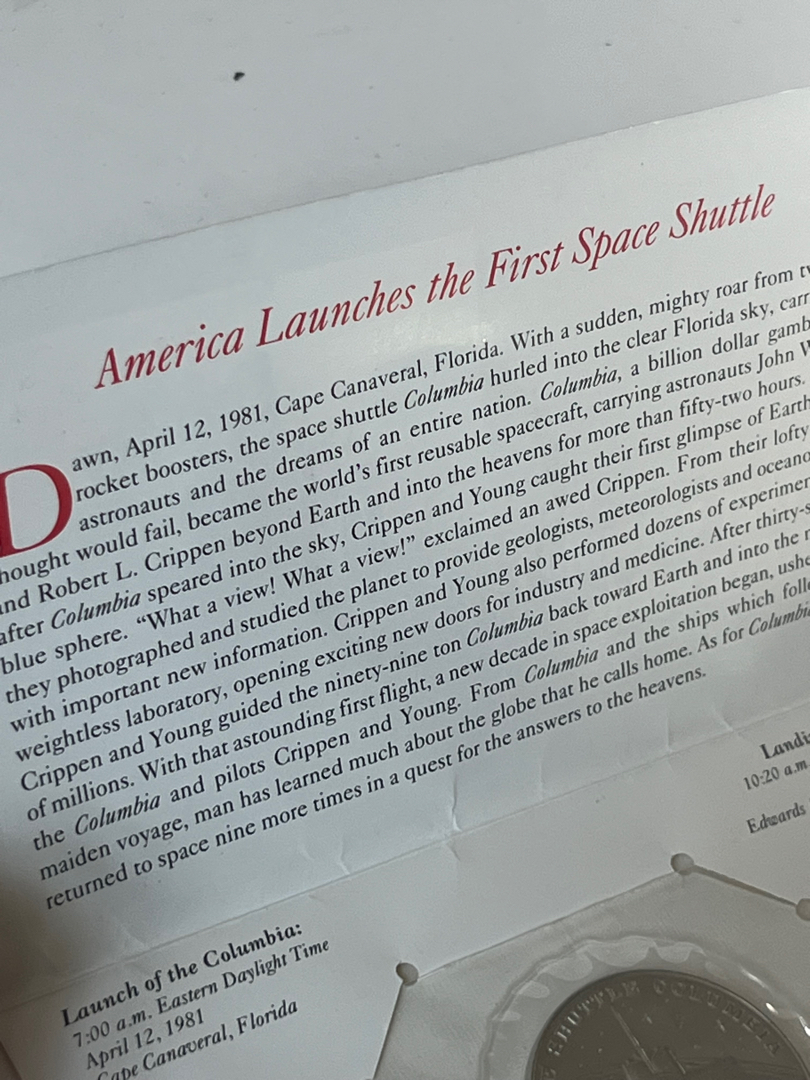 America Launches the First Space Shuttle
Dawn, April 12, 1981, Cape Canaveral, Florida. With a sudden, mighty roar from
rocket boosters, the space shuttle Columbia hurled into the clear Florida sky,
astronauts and the dreams of an entire nation. Columbia, a billion dollar
would fail, became the world's first reusable spacecraft, carrying astronauts John
and Robert L. Crippen beyond Earth and into the heavens for more than fifty-two hours.
after Columbia speared into the sky, Crippen and Young caught their first glimpse of Earth
blue sphere. “What a view! What a view!” exclaimed an awed Crippen. From their lofty
they photographed and studied the planet to provide geologists, meteorologists and
with important new information. Crippen and Young also performed dozens of
weightless laboratory, opening exciting new doors for industry and medicine. After
Crippen and Young guided the ninety-nine ton Columbia back toward Earth and into the
of millions. With that astounding first flight, a new decade in space exploitation began,
the Columbia and pilots Crippen and Young. From Columbia and the ships which
maiden voyage, man has learned much about the globe that he calls home. As for Columbia
returned to space nine more times in a quest for the answers to the heavens.
10:20 a.m.
Edwards
Launch of the Columbia:
7:00 a.m. Eastern Daylight Time
April 12, 1981
Cape Canaveral, Florida
SHUTTLE COLUMBIA